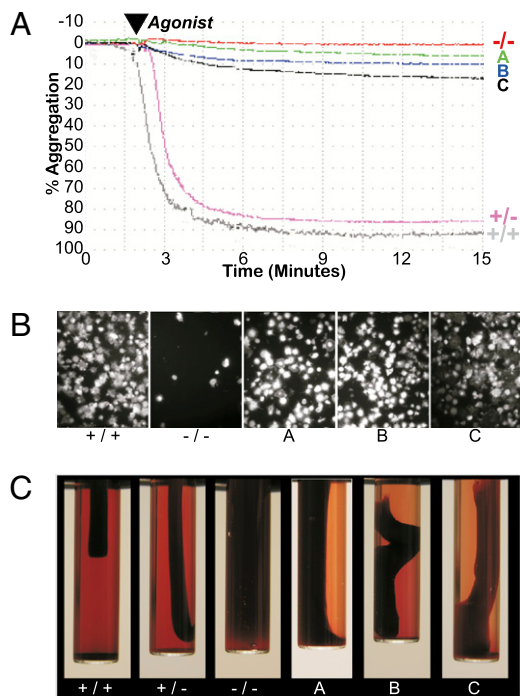 A
Agonist
-10
0
10
20
30
40
50
60
70
80
90
100
% Aggregation
-/-
A
B
C
+/-
+/+
0
3
6
9
12
15
Time (Minutes)
B
+ / +
- / -
A
B
C
C
+ / +
+ / -
- / -
A
B
C